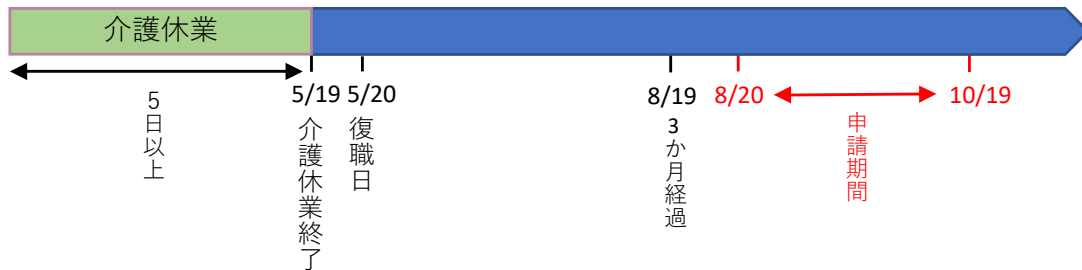 介護休業
5日以上
5/19
介護休業終了
5/20
復職日
8/19
3か月経過
8/20
申請期間
10/19